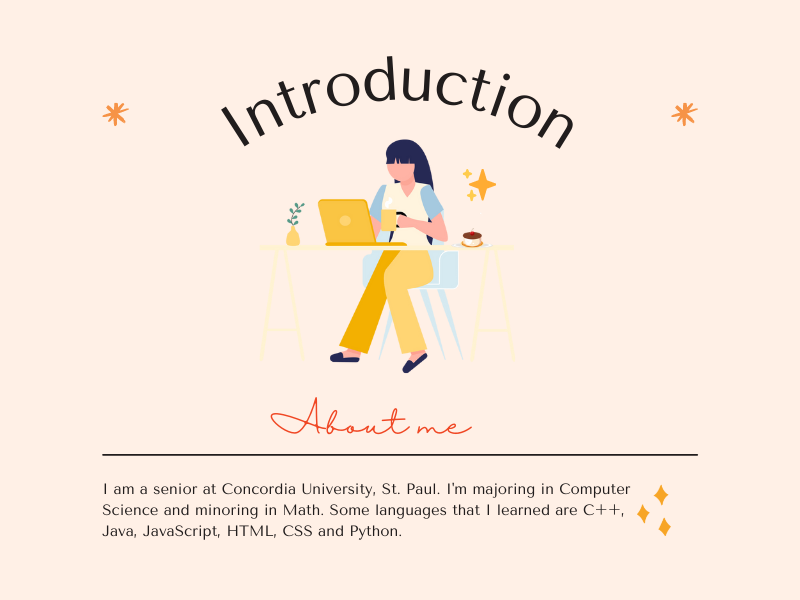 Introduction
About me
I am a senior at Concordia University, St. Paul. I'm majoring in Computer
Science and minoring in Math. Some languages that I learned are C++,
Java, JavaScript, HTML, CSS and Python.